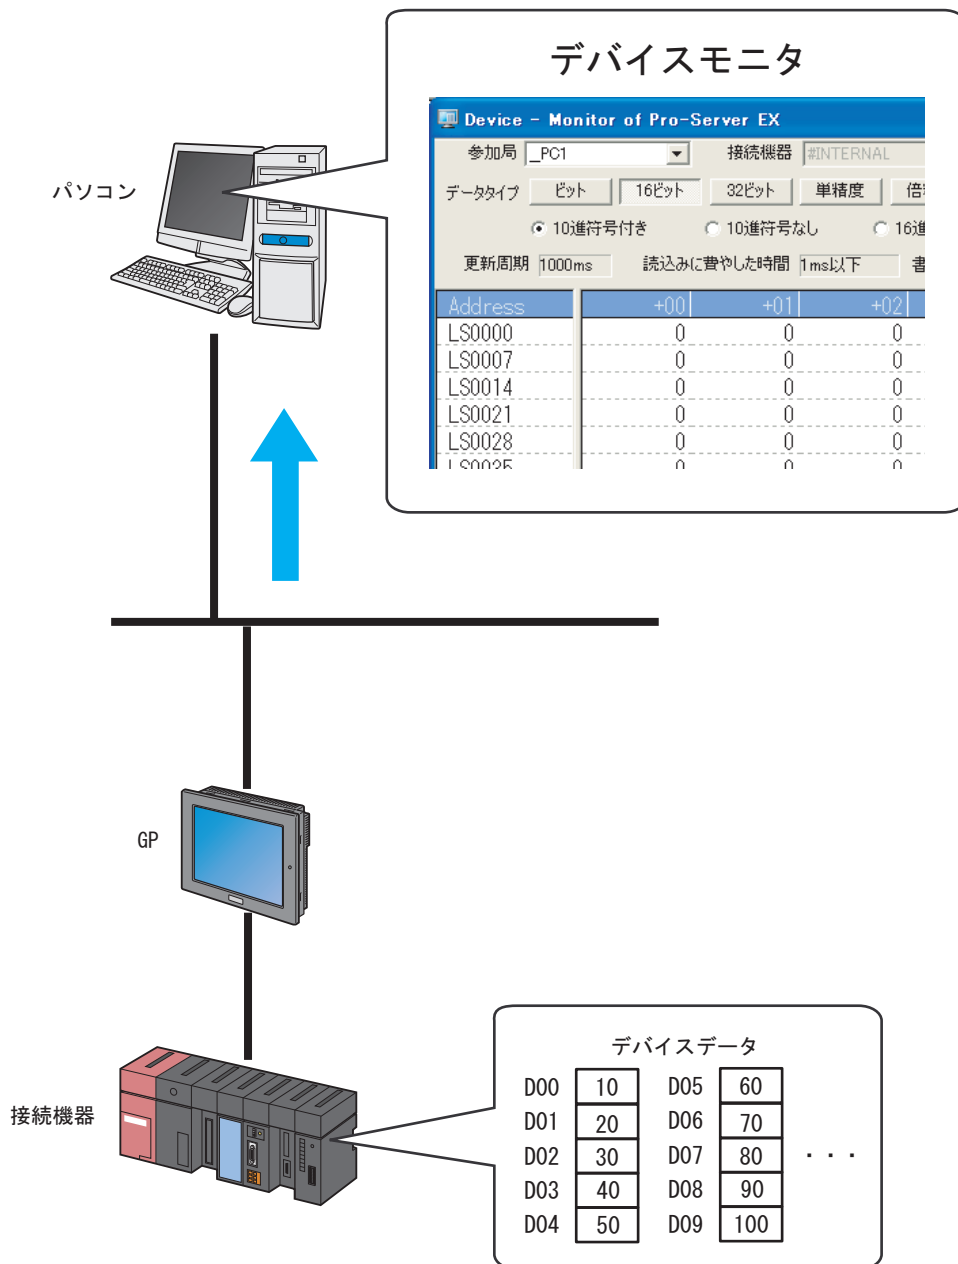 デバイスモニタ
Device - Monitor of Pro-Server EX
参加局 _PC1 接続機器 #INTERNAL
データタイプ ビット 16ビット 32ビット 単精度
10進符号付き 10進符号なし
更新周期 1000ms 読込みに費やした時間 1ms以下
Address +00 +01 +02
LS0000 0 0 0
LS0007 0 0 0
LS0014 0 0 0
LS0021 0 0 0
LS0028 0 0 0
パソコン
GP
接続機器
デバイスデータ
D00 10 D05 60
D01 20 D06 70
D02 30 D07 80 ・・・
D03 40 D08 90
D04 50 D09 100